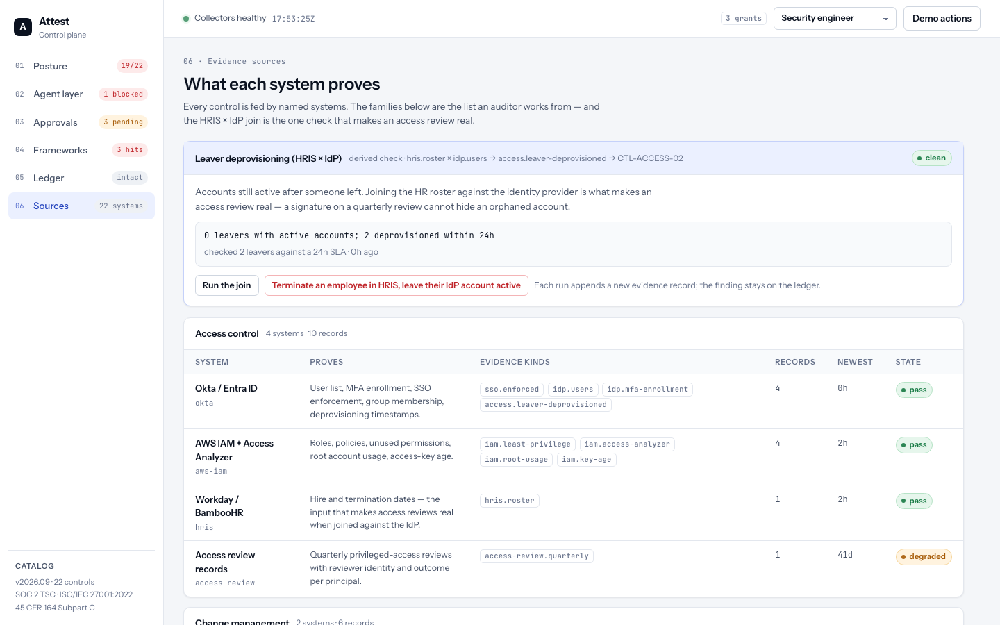 A
Attest
Control plane
01 Posture 19/22
02 Agent layer 1 blocked
03 Approvals 3 pending
04 Frameworks 3 hits
05 Ledger intact
06 Sources 22 systems
CATALOG
v2026.09 · 22 controls
SOC 2 TSC · ISO/IEC 27001:2022
45 CFR 164 Subpart C
Collectors healthy 17:53:25Z
3 grants
Security engineer
Demo actions
06 · Evidence sources
What each system proves
Every control is fed by named systems. The families below are the list an auditor works from — and
the HRIS × IdP join is the one check that makes an access review real.
Leaver deprovisioning (HRIS × IdP) derived check · hris.roster × idp.users → access.leaver-deprovisioned → CTL-ACCESS-02 clean
Accounts still active after someone left. Joining the HR roster against the identity provider is what makes an
access review real — a signature on a quarterly review cannot hide an orphaned account.
0 leavers with active accounts; 2 deprovisioned within 24h
checked 2 leavers against a 24h SLA · 0h ago
Run the join Terminate an employee in HRIS, leave their IdP account active Each run appends a new evidence record; the finding stays on the ledger.
Access control 4 systems · 10 records
SYSTEM PROVES EVIDENCE KINDS RECORDS NEWEST STATE
Okta / Entra ID
okta
User list, MFA enrollment, SSO
enforcement, group membership,
deprovisioning timestamps.
sso.enforced idp.users idp.mfa-enrollment
access.leaver-deprovisioned
4 0h pass
AWS IAM + Access
Analyzer
aws-iam
Roles, policies, unused permissions,
root account usage, access-key age.
iam.least-privilege iam.access-analyzer
iam.root-usage iam.key-age
4 2h pass
Workday /
BambooHR
hris
Hire and termination dates — the
input that makes access reviews real
when joined against the IdP.
hris.roster
1 2h pass
Access review
records
access-review
Quarterly privileged-access reviews
with reviewer identity and outcome
per principal.
access-review.quarterly
1 41d degraded
Change management 2 systems · 6 records